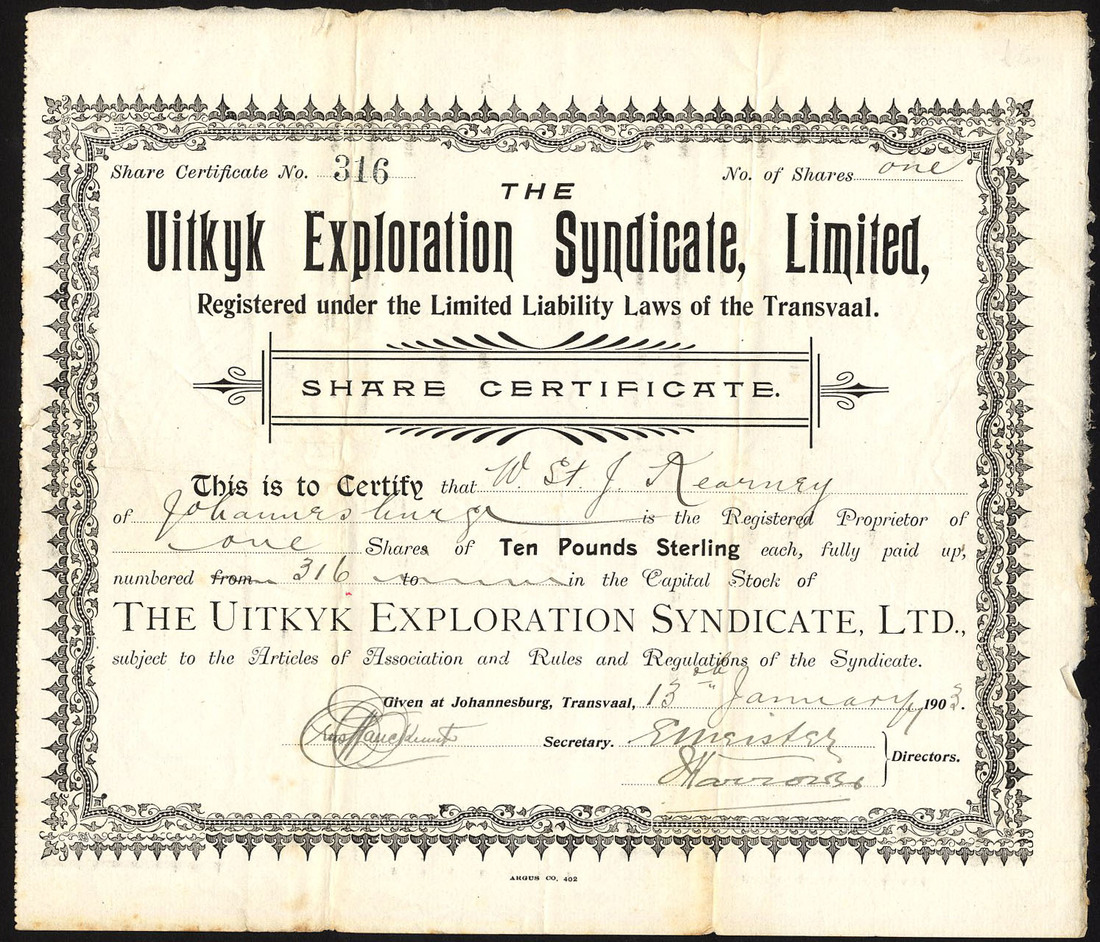 Share Certificate No. 316 No. of Shares one
THE
Uitkyk Exploration Syndicate, Limited,
Registered under the Limited Liability Laws of the Transvaal.
SHARE CERTIFICATE.
This is to Certify that W. St. J. Kearney
of Johannesburg is the Registered Proprietor of
one Shares of Ten Pounds Sterling each, fully paid up,
numbered from 316 to in the Capital Stock of
THE UITKYK EXPLORATION SYNDICATE, LTD.,
subject to the Articles of Association and Rules and Regulations of the Syndicate.
Given at Johannesburg, Transvaal, 13th January 1903.
Secretary. EMeister
Directors.
ARGUS CO, 402